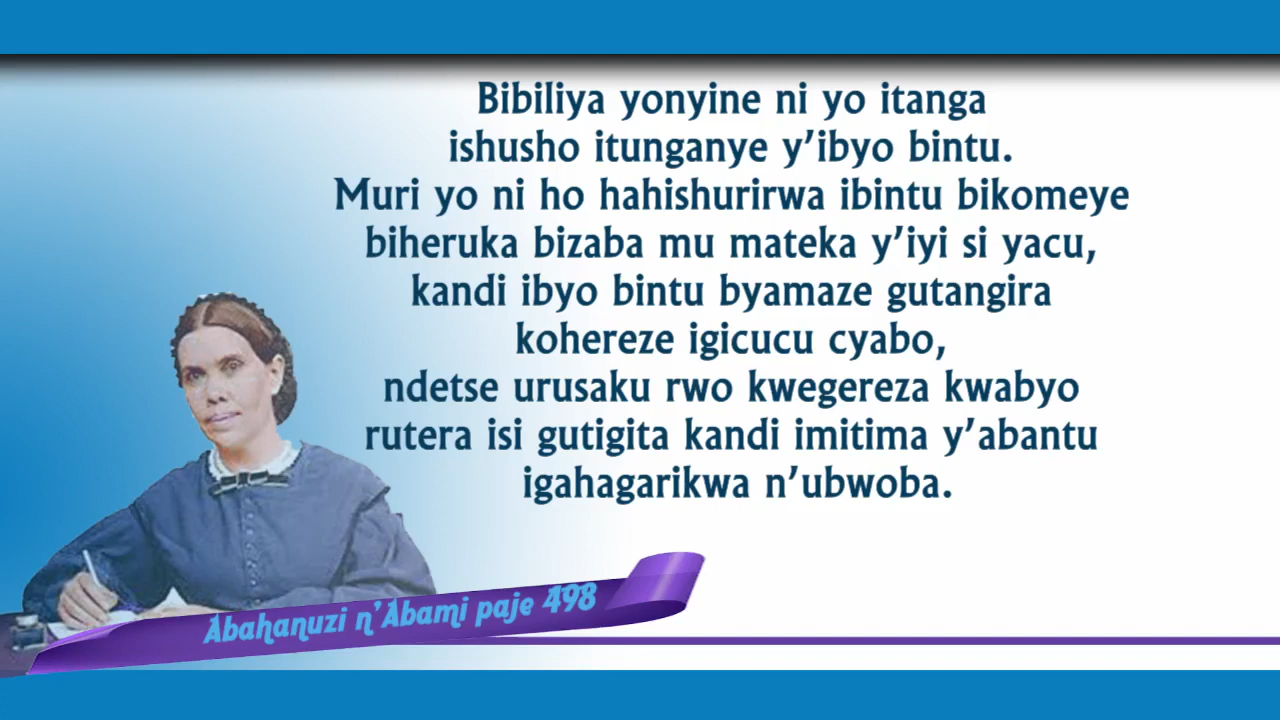 Bibiliya yonyine ni yo itanga
ishusho itunganye y’ibyo bintu.
Muri yo ni ho hahishurirwa ibintu bikomeye
biheruka bizaba mu mateka y’iyi si yacu,
kandi ibyo bintu byamaze gutangira
kohereze igicucu cyabo,
ndetse urusaku rwo kwegereza kwabyo
rutera isi gutigita kandi imitima y’abantu
igahagarikwa n’ubwoba.
Abahanuzi n’Abami paje 498